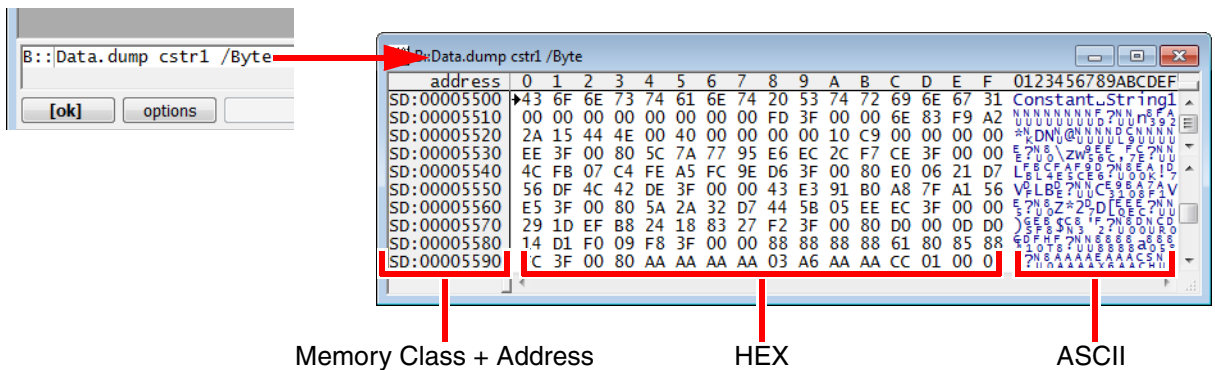 B::Data.dump cstr1 /Byte
[ok] options
B::Data.dump cstr1 /Byte
address 0 1 2 3 4 5 6 7 8 9 A B C D E F 0123456789ABCDEF
SD:00005500 43 6F 6E 73 74 61 6E 74 20 53 74 72 69 6E 67 31 Constant String1
SD:00005510 00 00 00 00 00 00 00 00 FD 3F 00 00 6E 83 F9 A2
SD:00005520 2A 15 44 4E 00 40 00 00 00 00 10 C9 00 00 00 00
SD:00005530 EE 3F 00 80 5C 7A 77 95 E6 EC 2C F7 CE 3F 00 00
SD:00005540 4C FB 07 C4 FE A5 FC 9E D6 3F 00 80 E0 06 21 D7
SD:00005550 56 DF 4C 42 DE 3F 00 00 43 E3 91 B0 A8 7F A1 56
SD:00005560 E5 3F 00 80 5A 2A 32 D7 44 5B 05 EE EC 3F 00 00
SD:00005570 29 1D EF B8 24 18 83 27 F2 3F 00 80 D0 00 0D D0
SD:00005580 14 D1 F0 09 F8 3F 00 00 88 88 88 88 61 80 85 88
SD:00005590 3F 00 80 AA AA AA AA 03 A6 AA AA CC 01 00
Memory Class + Address HEX ASCII